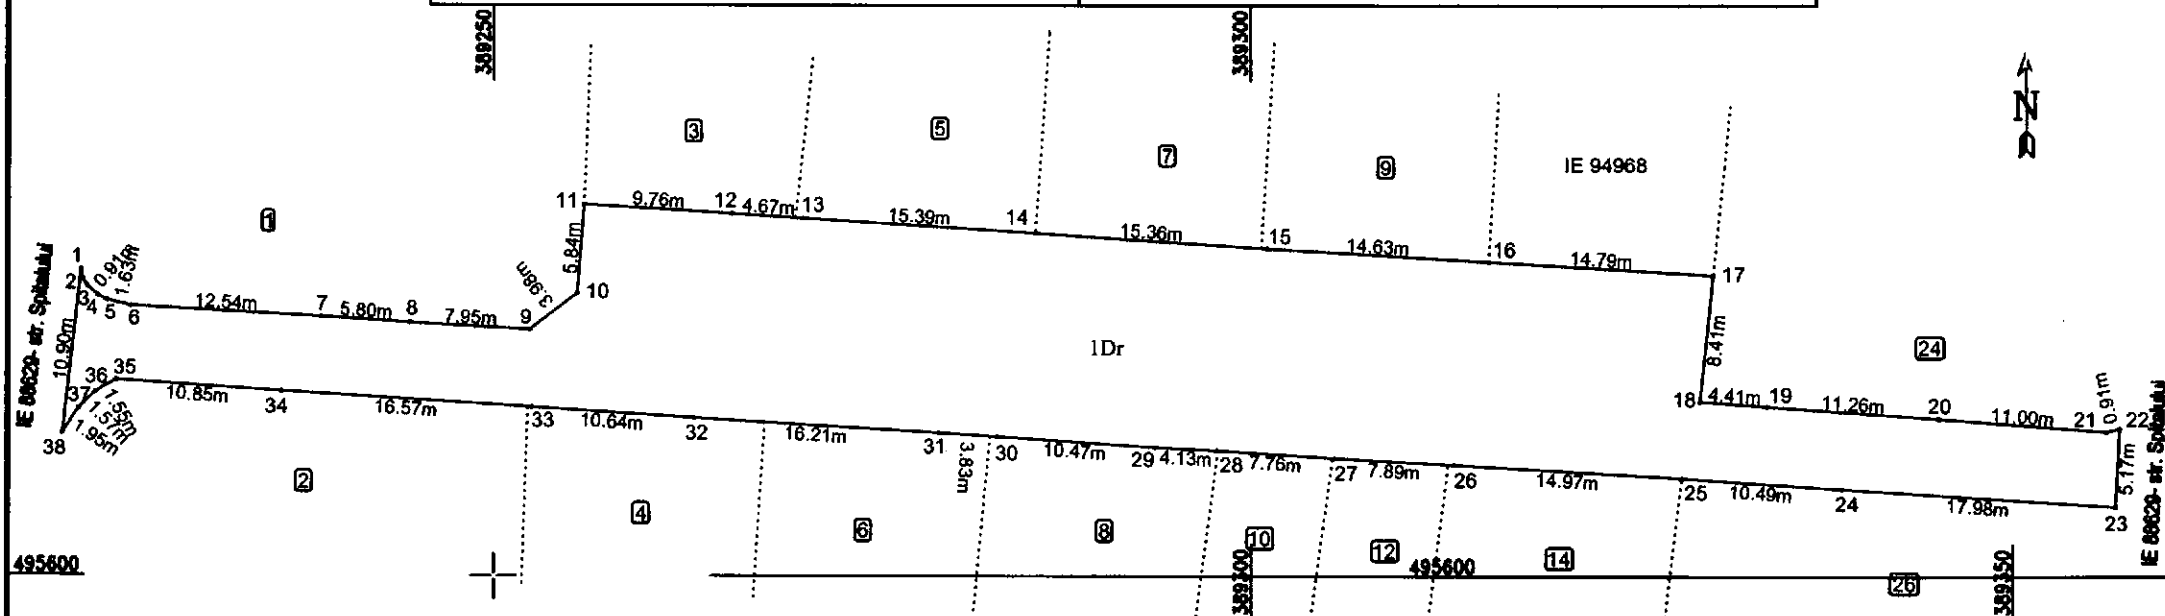 389250
389300
N
3
5
7
9
IE 94968
1
11
9.76m
12
4.67m
13
15.39m
14
15.36m
15
14.63m
16
14.79m
17
IE 88629- str. Spitalului
1
2
3
4
5
6
0.91m
1.63m
10.90m
12.54m
7
5.80m
8
7.95m
9
3.98m
10
5.84m
1Dr
8.41m
24
18
4.41m
19
11.26m
20
11.00m
21
0.91m
22
5.17m
IE 88629- str. Spitalului
35
36
37
38
1.55m
1.57m
1.95m
10.85m
34
16.57m
33
10.64m
32
16.21m
31
3.83m
30
10.47m
29
4.13m
28
7.76m
27
7.89m
26
14.97m
25
10.49m
24
17.98m
23
2
4
6
8
10
12
14
26
495600
389300
495600
389350